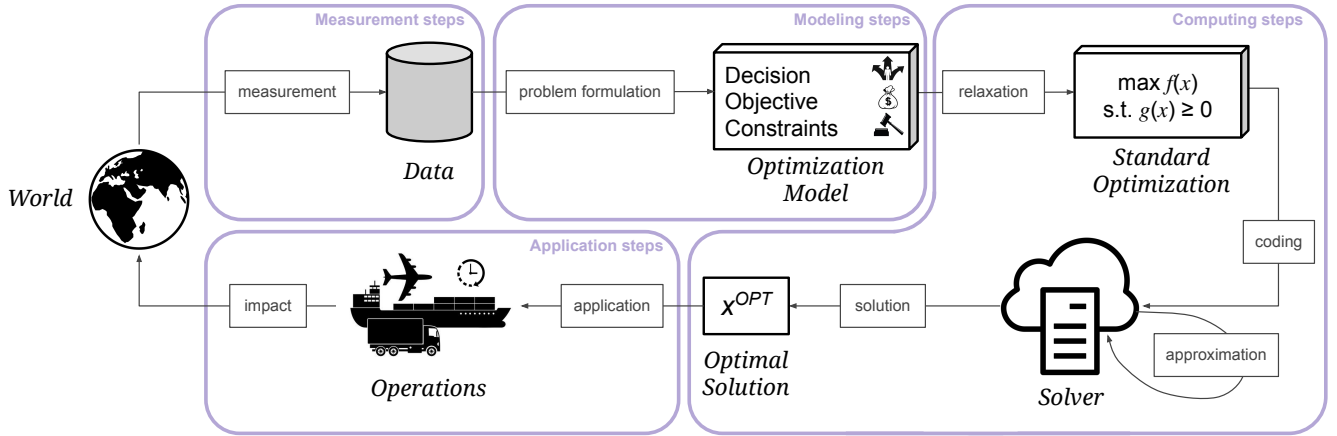 Measurement steps
Modeling steps
Computing steps
measurement
problem formulation
Decision
Objective
Constraints
$
relaxation
max f(x)
s.t. g(x) ≥ 0
Data
Optimization
Model
Standard
Optimization
World
coding
Application steps
impact
application
x^OPT
solution
approximation
Operations
Optimal
Solution
Solver